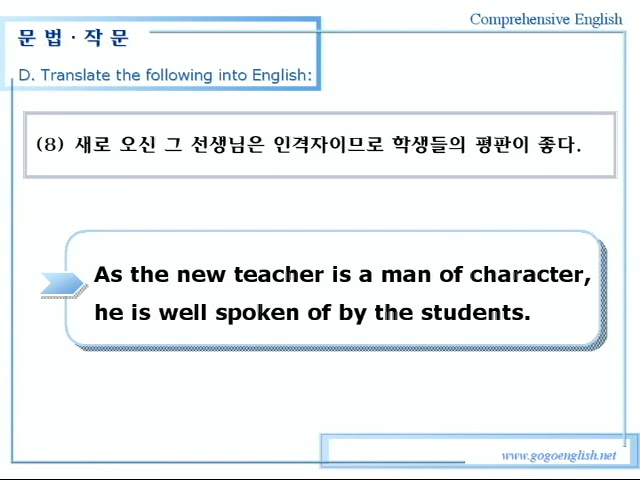 Comprehensive English
문 법 · 작 문
D. Translate the following into English:
(8) 새로 오신 그 선생님은 인격자이므로 학생들의 평판이 좋다.
As the new teacher is a man of character,
he is well spoken of by the students.
www.gogoenglish.net